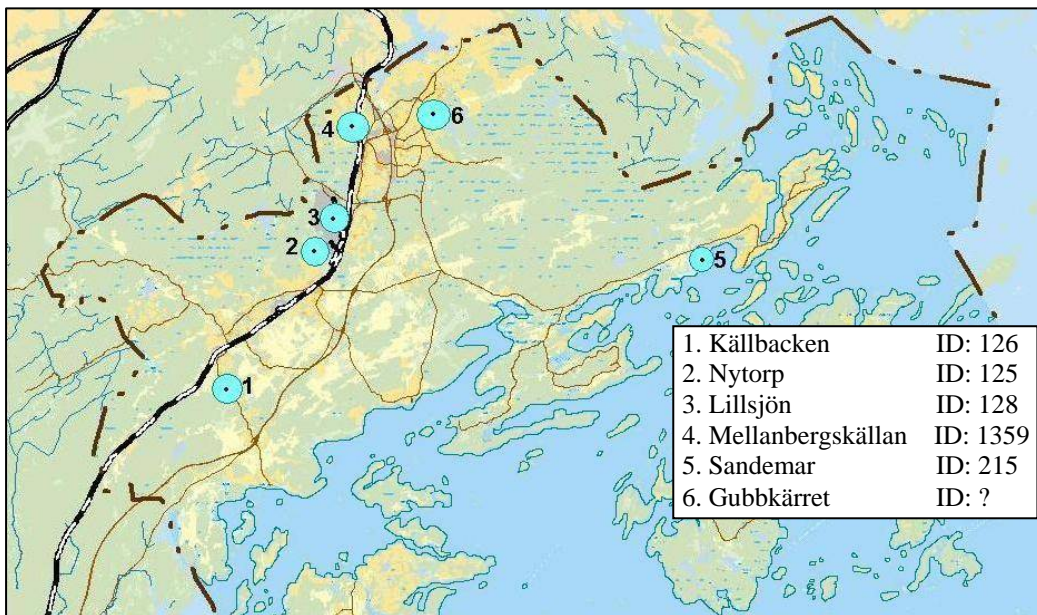 6
4
3
2
5
1
1. Källbacken ID: 126
2. Nytorp ID: 125
3. Lillsjön ID: 128
4. Mellanbergskällan ID: 1359
5. Sandemar ID: 215
6. Gubbkärret ID: ?